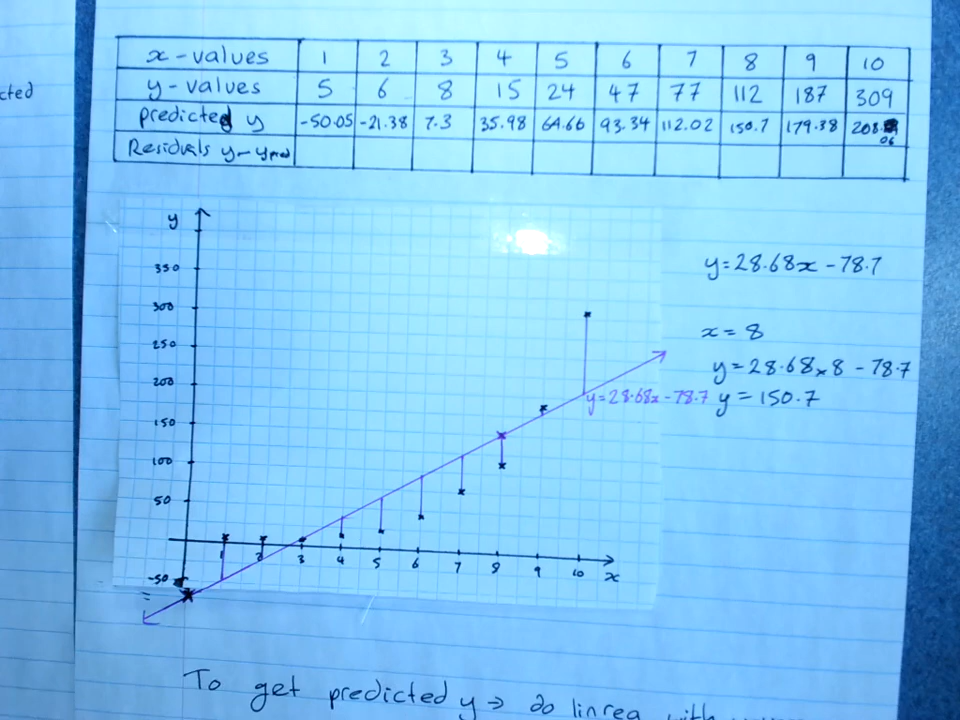 cted
x-values 1 2 3 4 5 6 7 8 9 10
y-values 5 6 8 15 24 47 77 112 187 309
predicted y -50.05 -21.38 7.3 35.98 64.66 93.34 112.02 150.7 179.38 208.06
Residuals y-ypred
y
350
300
250
200
150
100
50
-50
1 2 3 4 5 6 7 8 9 10 x
y=28.68x-78.7
y=28.68x-78.7
x=8
y=28.68×8-78.7
y=150.7
To get predicted y → do linreg with